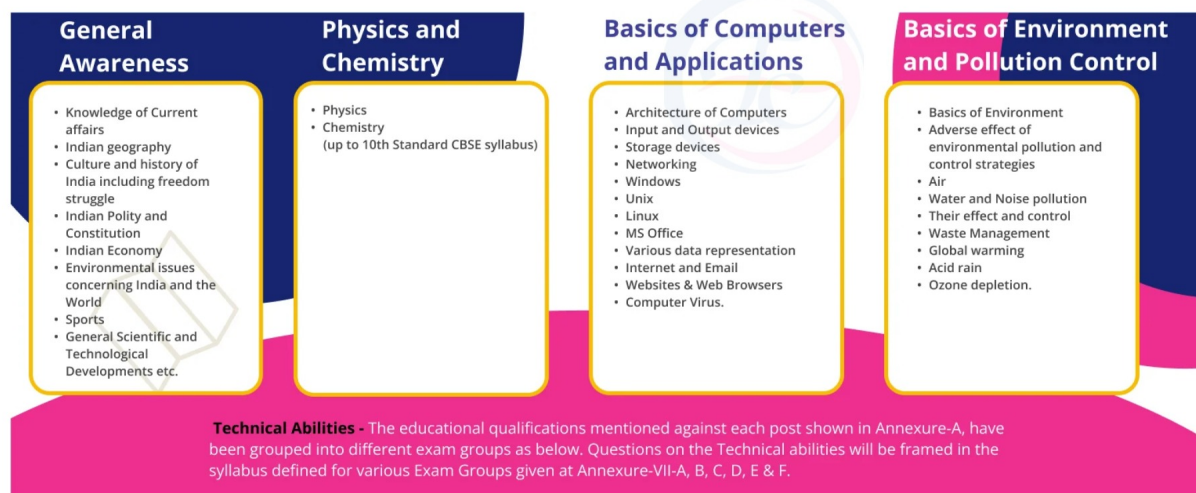 General
Awareness
• Knowledge of Current
affairs
• Indian geography
• Culture and history of
India including freedom
struggle
• Indian Polity and
Constitution
• Indian Economy
• Environmental issues
concerning India and the
World
• Sports
• General Scientific and
Technological
Developments etc.
Physics and
Chemistry
• Physics
• Chemistry
(up to 10th Standard CBSE syllabus)
Basics of Computers
and Applications
• Architecture of Computers
• Input and Output devices
• Storage devices
• Networking
• Windows
• Unix
• Linux
• MS Office
• Various data representation
• Internet and Email
• Websites & Web Browsers
• Computer Virus.
Basics of Environment
and Pollution Control
• Basics of Environment
• Adverse effect of
environmental pollution and
control strategies
• Air
• Water and Noise pollution
• Their effect and control
• Waste Management
• Global warming
• Acid rain
• Ozone depletion.
Technical Abilities - The educational qualifications mentioned against each post shown in Annexure-A, have
been grouped into different exam groups as below. Questions on the Technical abilities will be framed in the
syllabus defined for various Exam Groups given at Annexure-VII-A, B, C, D, E & F.